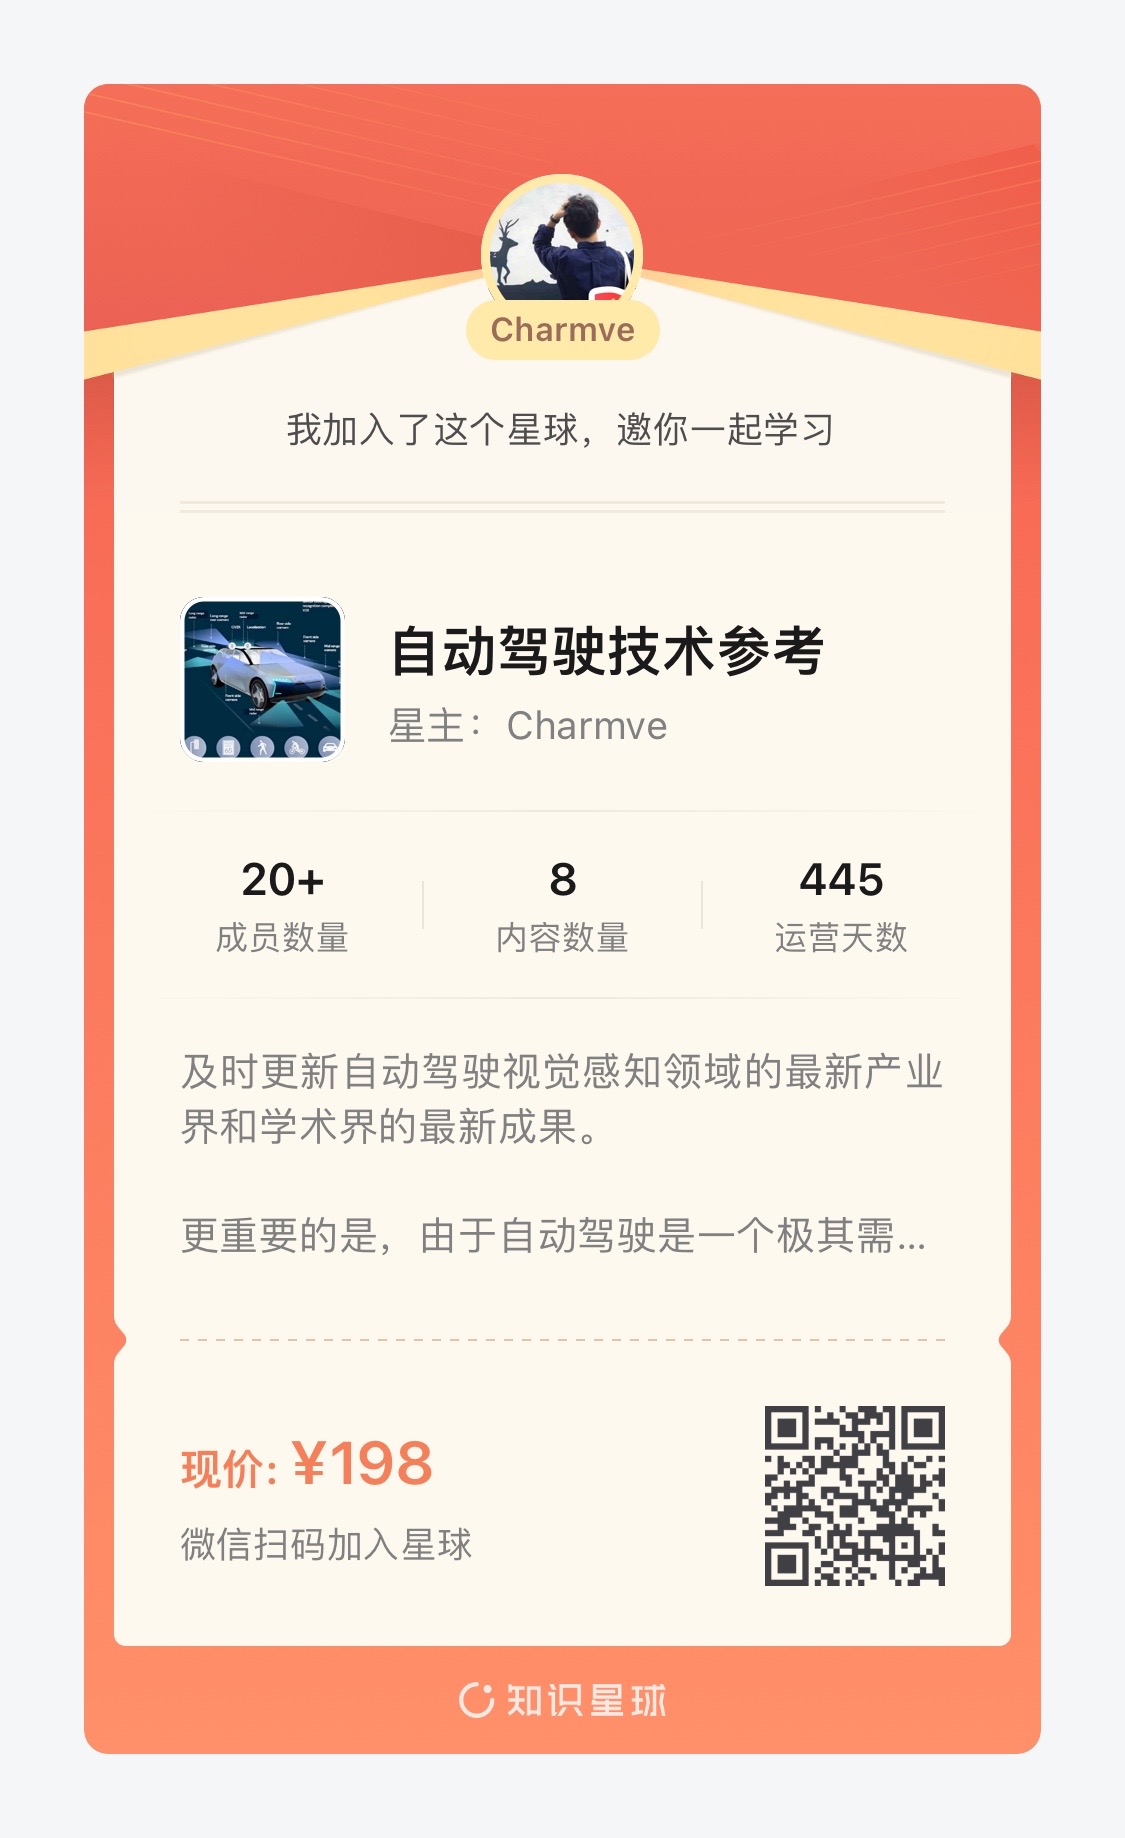 Charmve
我加入了这个星球，邀你一起学习
自动驾驶技术参考
星主：Charmve
20+
成员数量
8
内容数量
445
运营天数
及时更新自动驾驶视觉感知领域的最新产业
界和学术界的最新成果。
更重要的是，由于自动驾驶是一个极其需...
现价: ¥198
微信扫码加入星球
知识星球